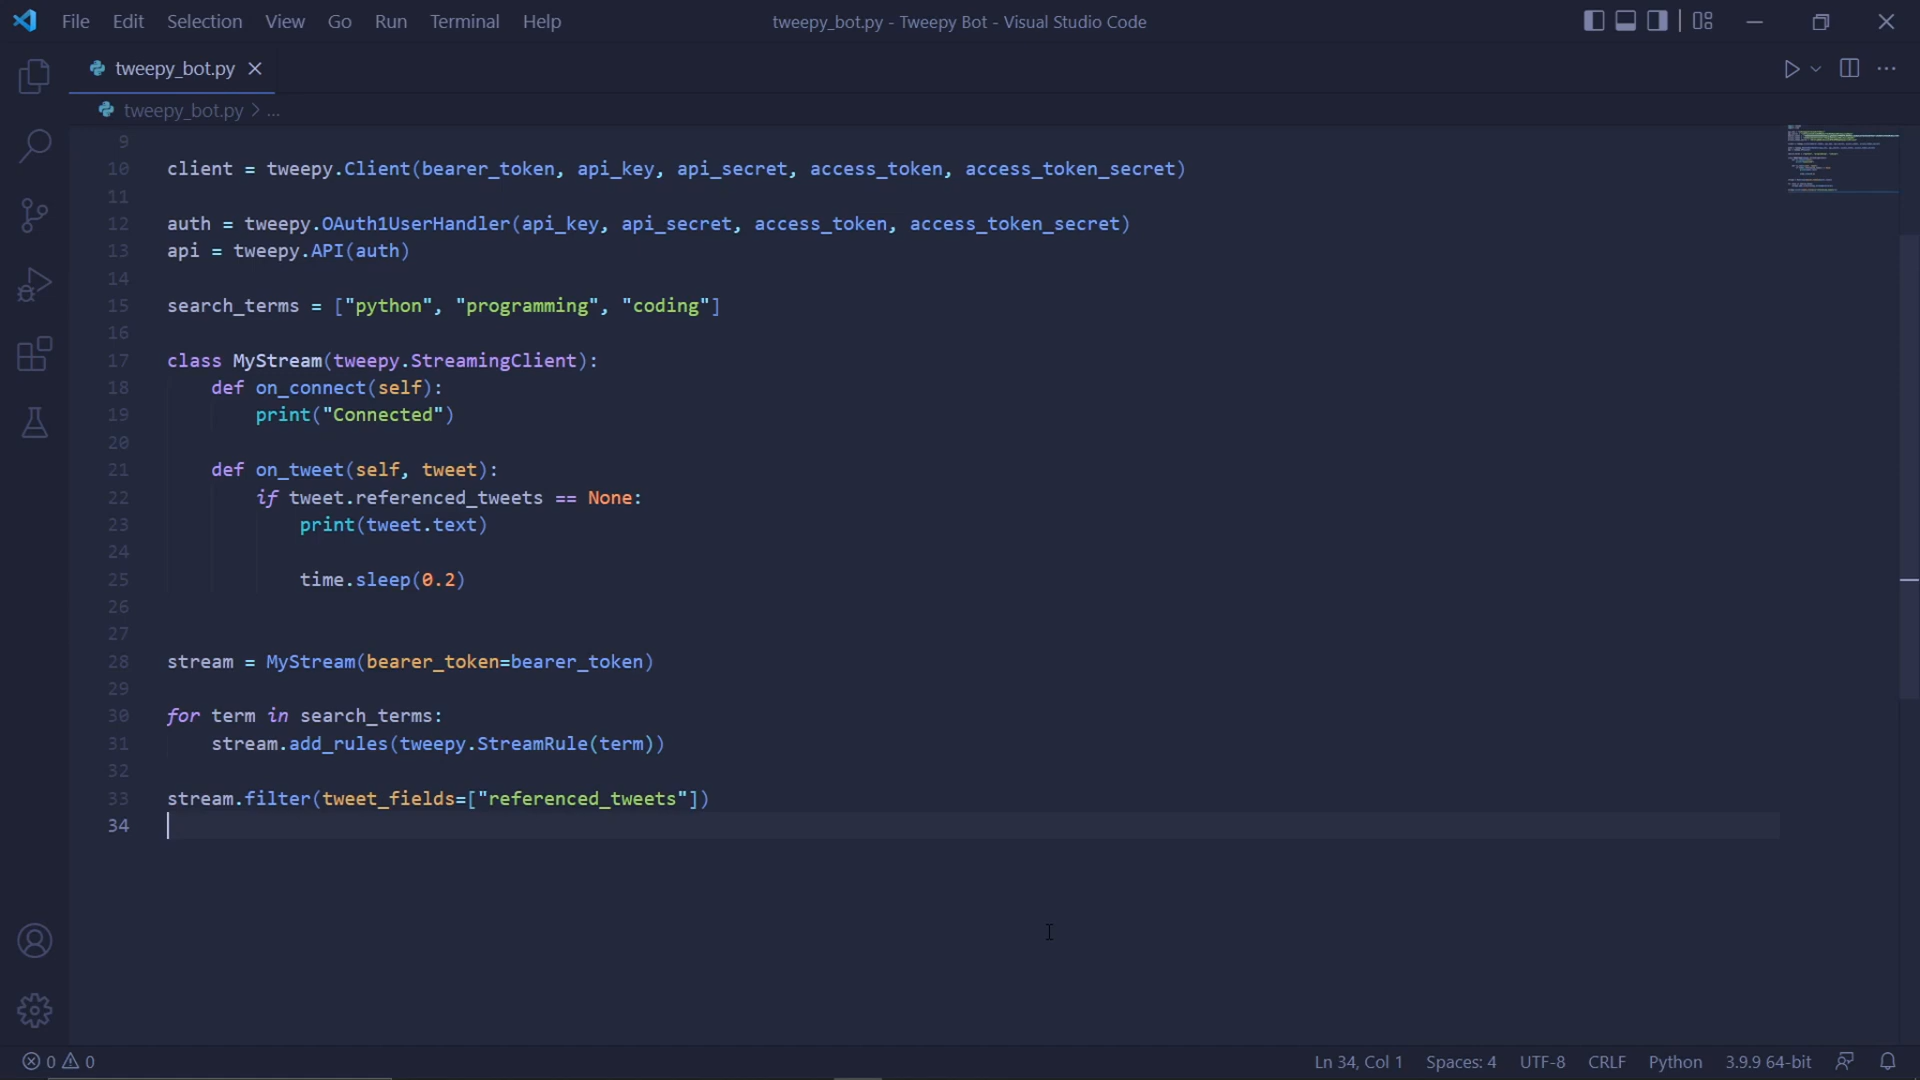 File Edit Selection View Go Run Terminal Help tweepy_bot.py - Tweepy Bot - Visual Studio Code
tweepy_bot.py
tweepy_bot.py > ...
9
10 client = tweepy.Client(bearer_token, api_key, api_secret, access_token, access_token_secret)
11
12 auth = tweepy.OAuth1UserHandler(api_key, api_secret, access_token, access_token_secret)
13 api = tweepy.API(auth)
14
15 search_terms = ["python", "programming", "coding"]
16
17 class MyStream(tweepy.StreamingClient):
18     def on_connect(self):
19         print("Connected")
20
21     def on_tweet(self, tweet):
22         if tweet.referenced_tweets == None:
23             print(tweet.text)
24
25             time.sleep(0.2)
26
27
28 stream = MyStream(bearer_token=bearer_token)
29
30 for term in search_terms:
31     stream.add_rules(tweepy.StreamRule(term))
32
33 stream.filter(tweet_fields=["referenced_tweets"])
34
0 0 Ln 34, Col 1 Spaces: 4 UTF-8 CRLF Python 3.9.9 64-bit